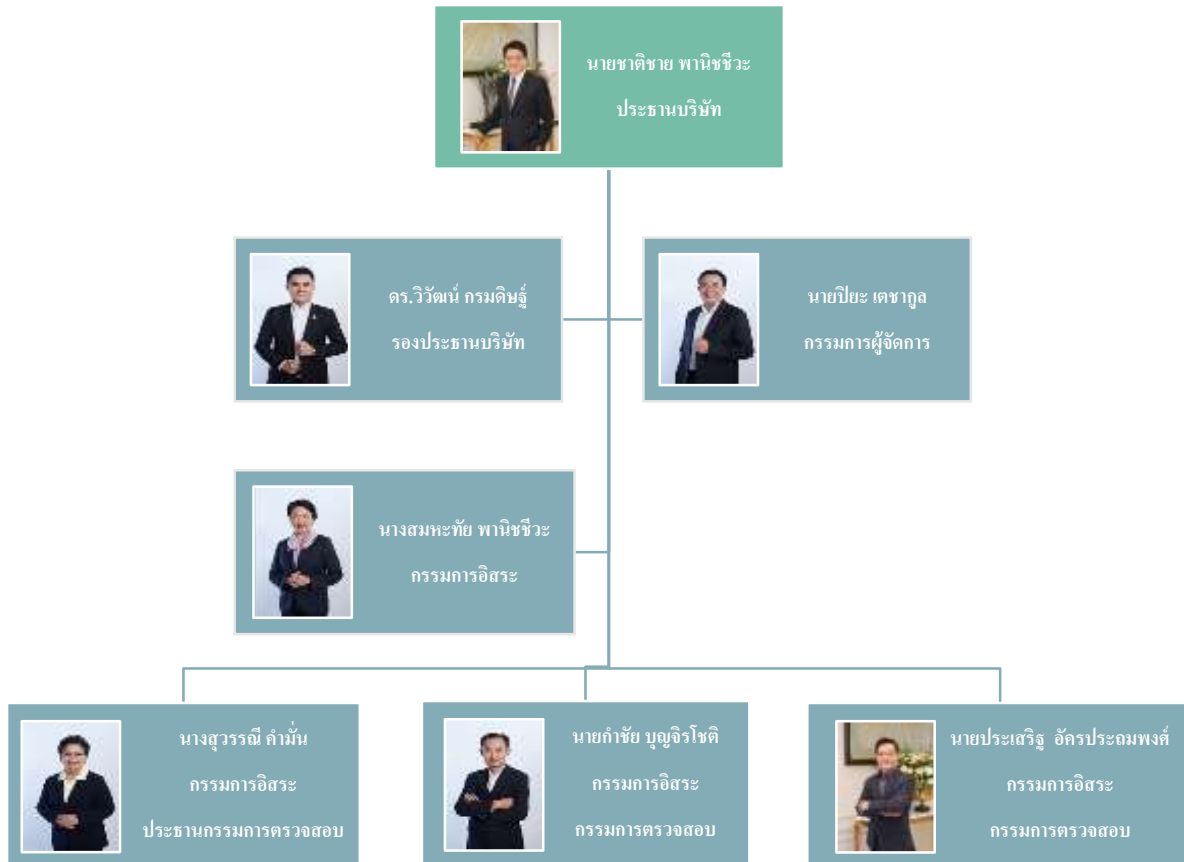 นายชาติชาย พานิชชีวะ
ประธานบริษัท
ดร.วิวัฒน์ กรมดิษฐ์
รองประธานบริษัท
นายปิยะ เตชากูล
กรรมการผู้จัดการ
นางสมหะทัย พานิชชีวะ
กรรมการอิสระ
นางสุวรรณี คำมั่น
กรรมการอิสระ
ประธานกรรมการตรวจสอบ
นายกำชัย บุญจิรโชติ
กรรมการอิสระ
กรรมการตรวจสอบ
นายประเสริฐ อัครประถมพงศ์
กรรมการอิสระ
กรรมการตรวจสอบ